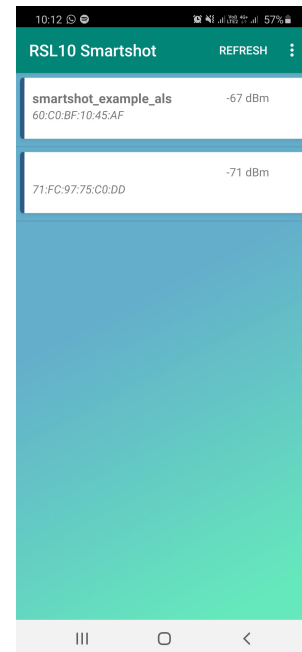 10:12 57%
RSL10 Smartshot REFRESH
smartshot_example_als -67 dBm
60:C0:BF:10:45:AF
-71 dBm
71:FC:97:75:C0:DD